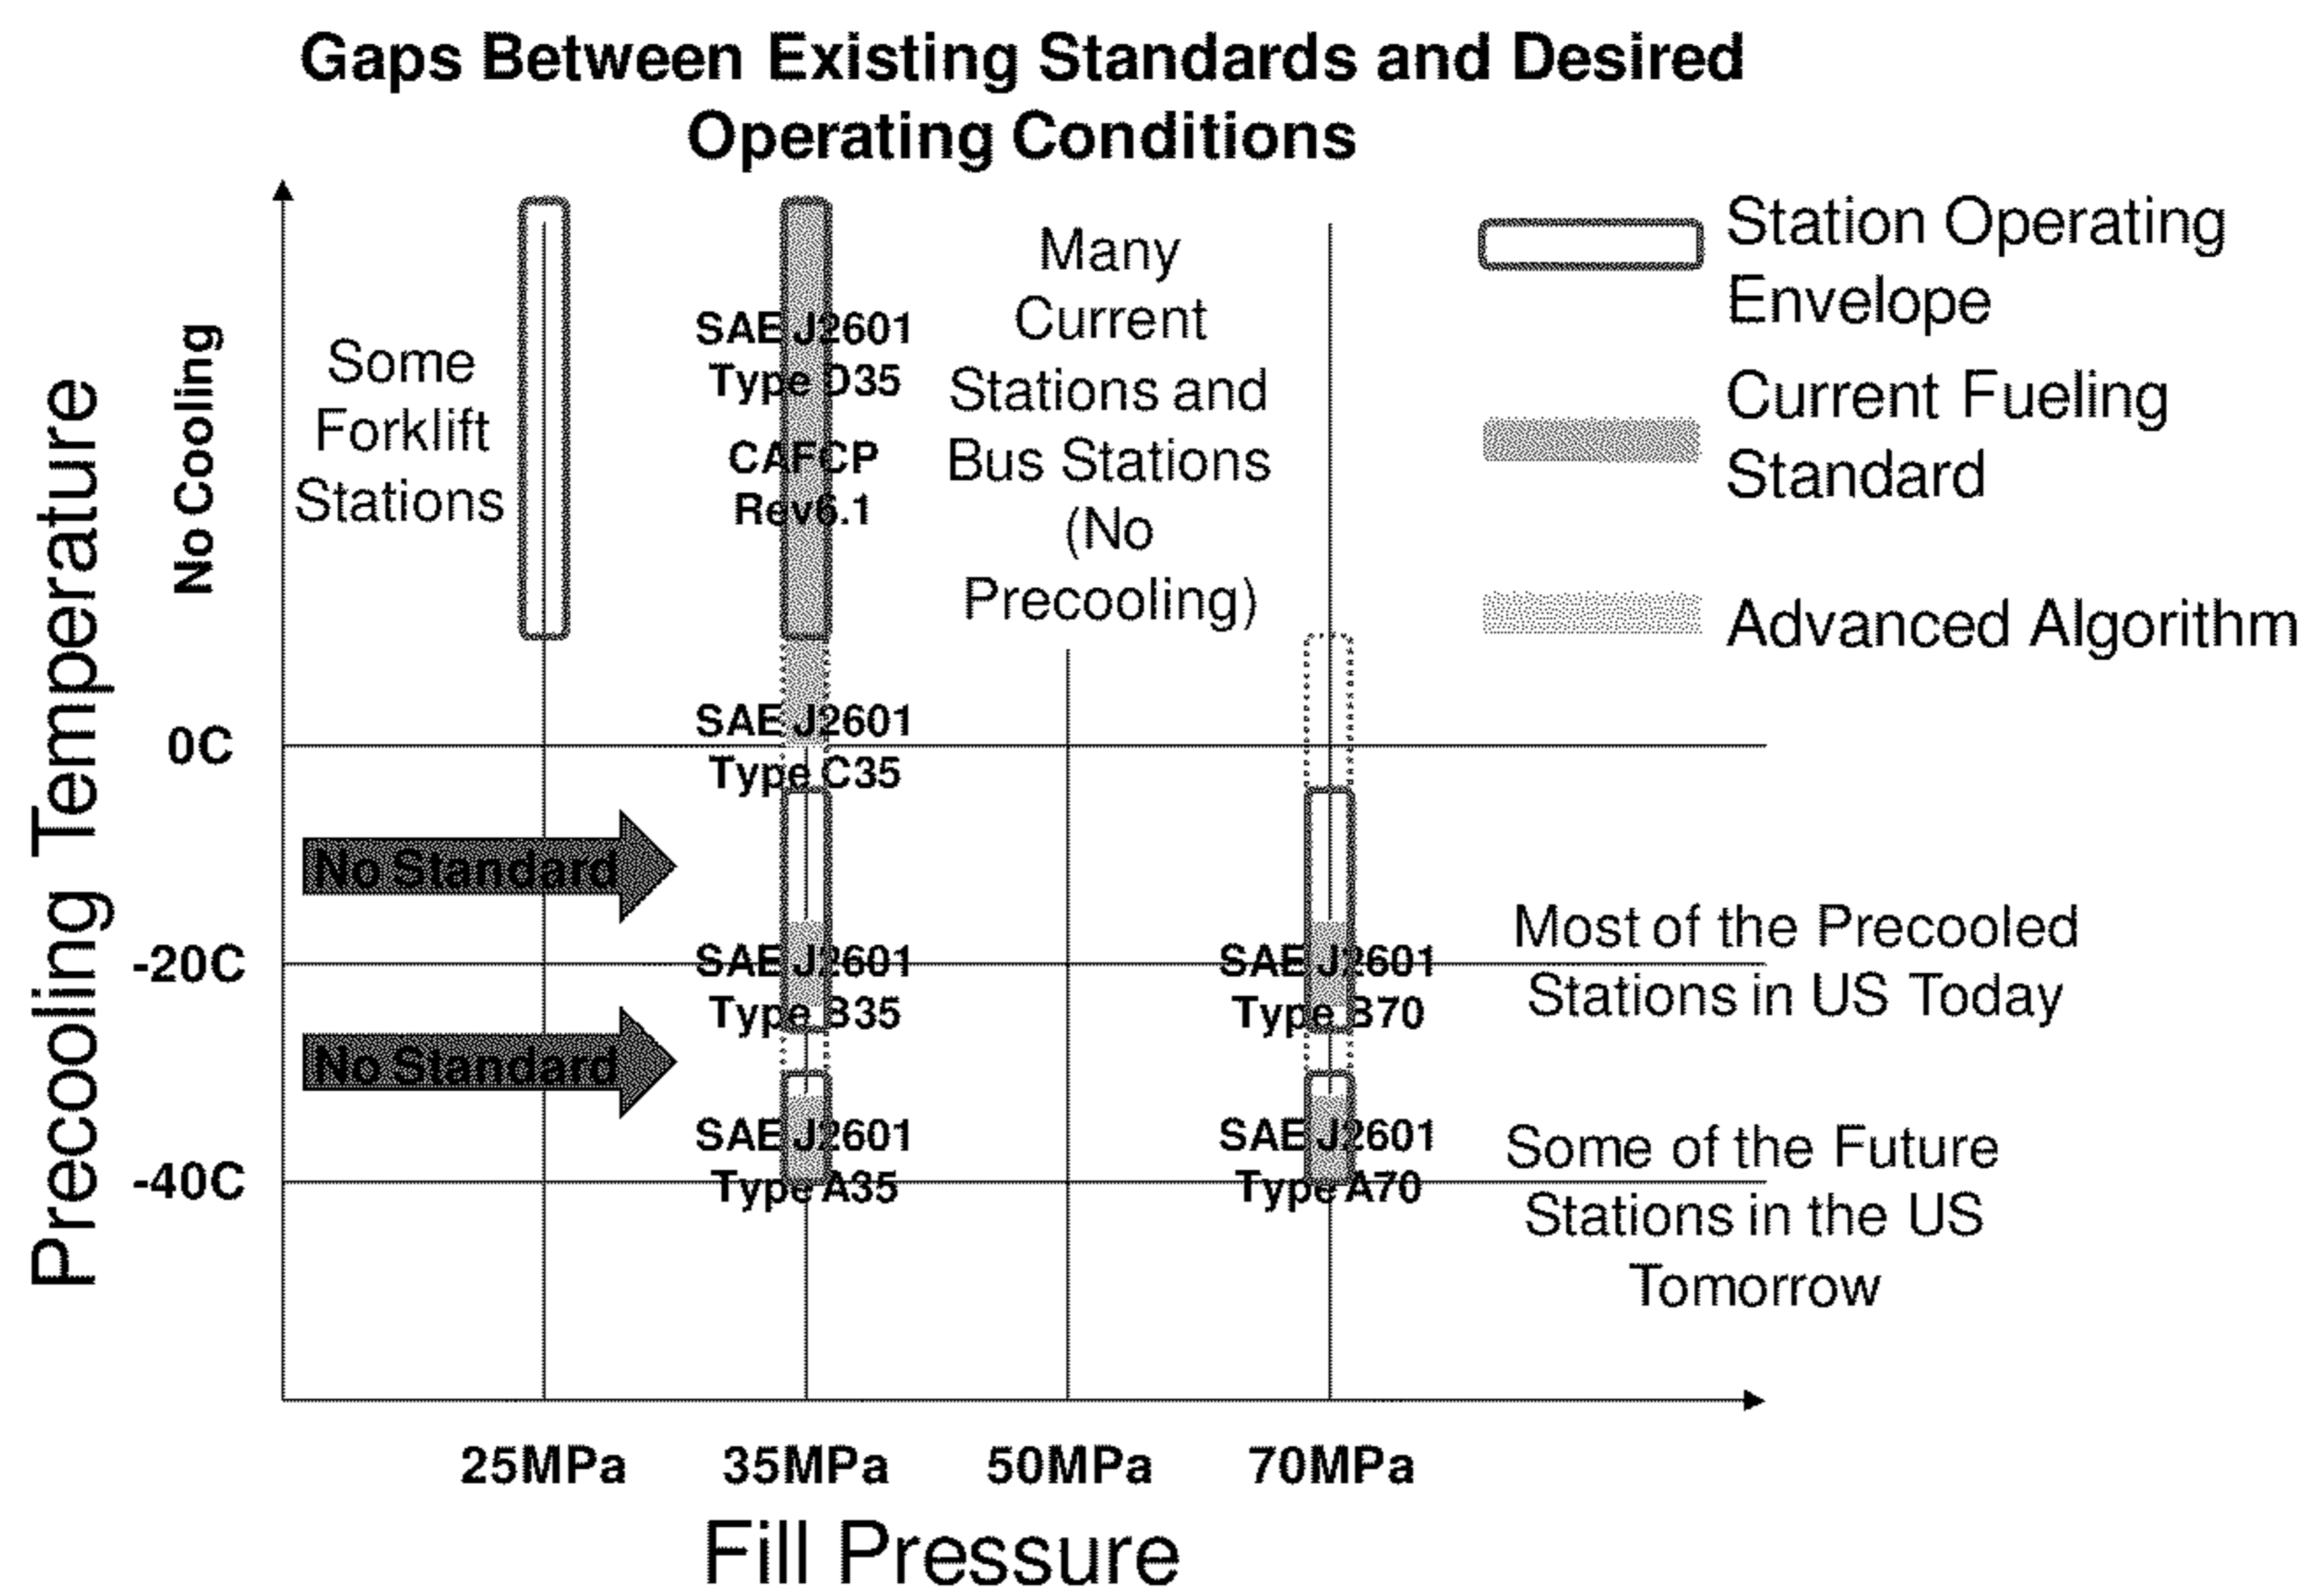 Gaps Between Existing Standards and Desired
Operating Conditions
Station Operating
Envelope
Current Fueling
Standard
Advanced Algorithm
Precooling Temperature
No Cooling
0C
-20C
-40C
Some
Forklift
Stations
SAE J2601
Type D35
CAFCP
Rev6.1
Many
Current
Stations and
Bus Stations
(No
Precooling)
SAE J2601
Type C35
No Standard
SAE J2601
Type B35
SAE J2601
Type B70
Most of the Precooled
Stations in US Today
No Standard
SAE J2601
Type A35
SAE J2601
Type A70
Some of the Future
Stations in the US
Tomorrow
25MPa
35MPa
50MPa
70MPa
Fill Pressure